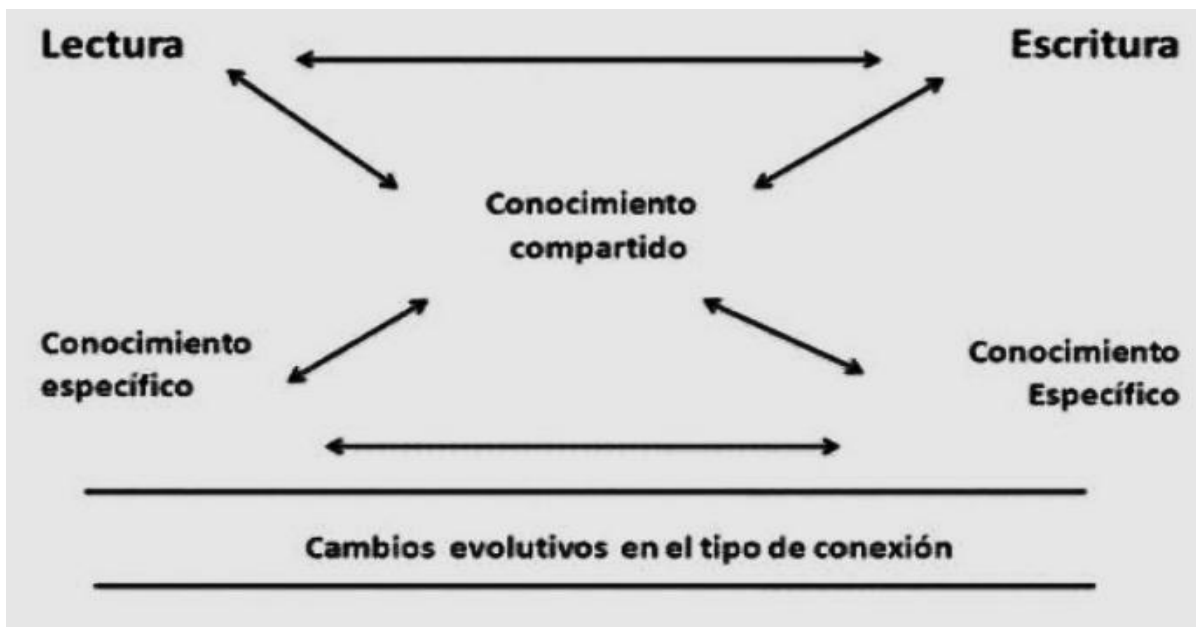 Lectura
Escritura
Conocimiento
compartido
Conocimiento
específico
Conocimiento
Específico
Cambios evolutivos en el tipo de conexión